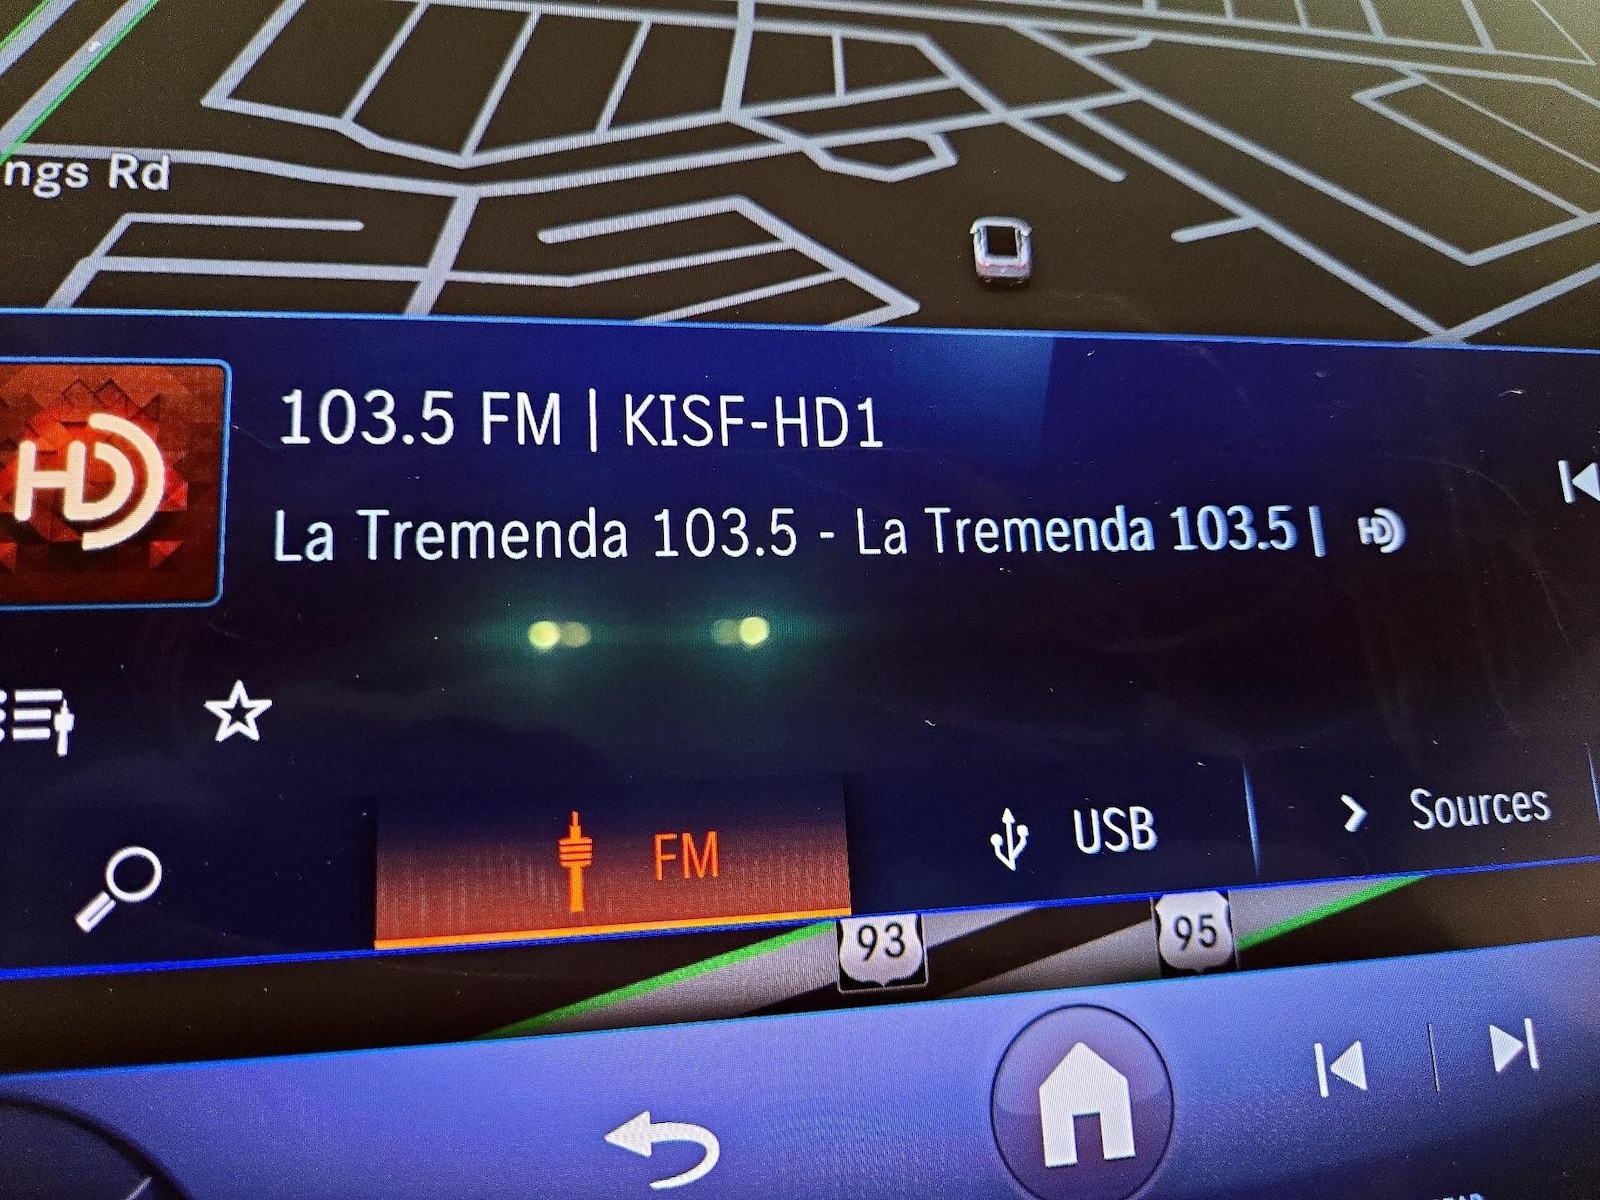 ngs Rd
103.5 FM | KISF-HD1
HD
La Tremenda 103.5 - La Tremenda 103.5 | HD
FM
USB
Sources
93
95